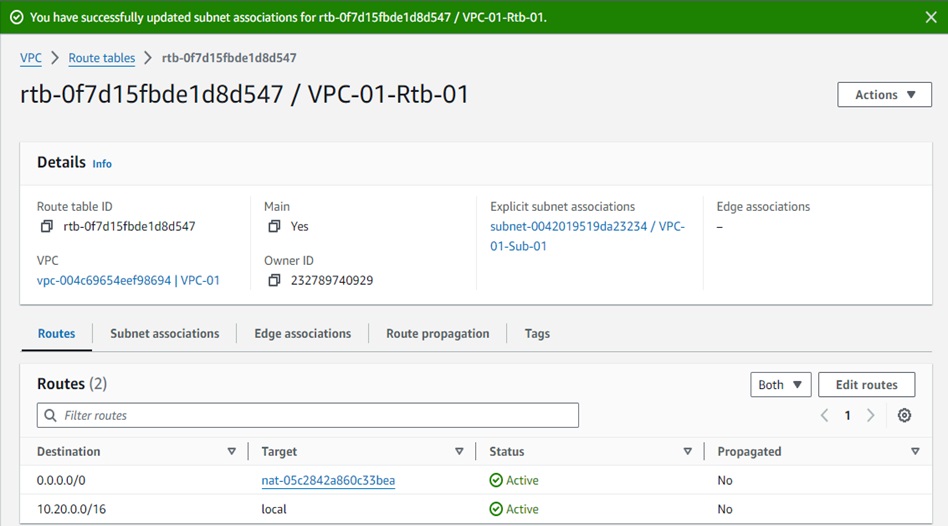 You have successfully updated subnet associations for rtb-0f7d15fbde1d8d547 / VPC-01-Rtb-01.
VPC > Route tables > rtb-0f7d15fbde1d8d547
rtb-0f7d15fbde1d8d547 / VPC-01-Rtb-01
Actions
Details Info
Route table ID
rtb-0f7d15fbde1d8d547
Main
Yes
Explicit subnet associations
subnet-0042019519da23234 / VPC-
01-Sub-01
Edge associations
–
VPC
vpc-004c69654eef98694 | VPC-01
Owner ID
232789740929
Routes Subnet associations Edge associations Route propagation Tags
Routes (2)
Both Edit routes
Filter routes
1
Destination Target Status Propagated
0.0.0.0/0 nat-05c2842a860c33bea Active No
10.20.0.0/16 local Active No